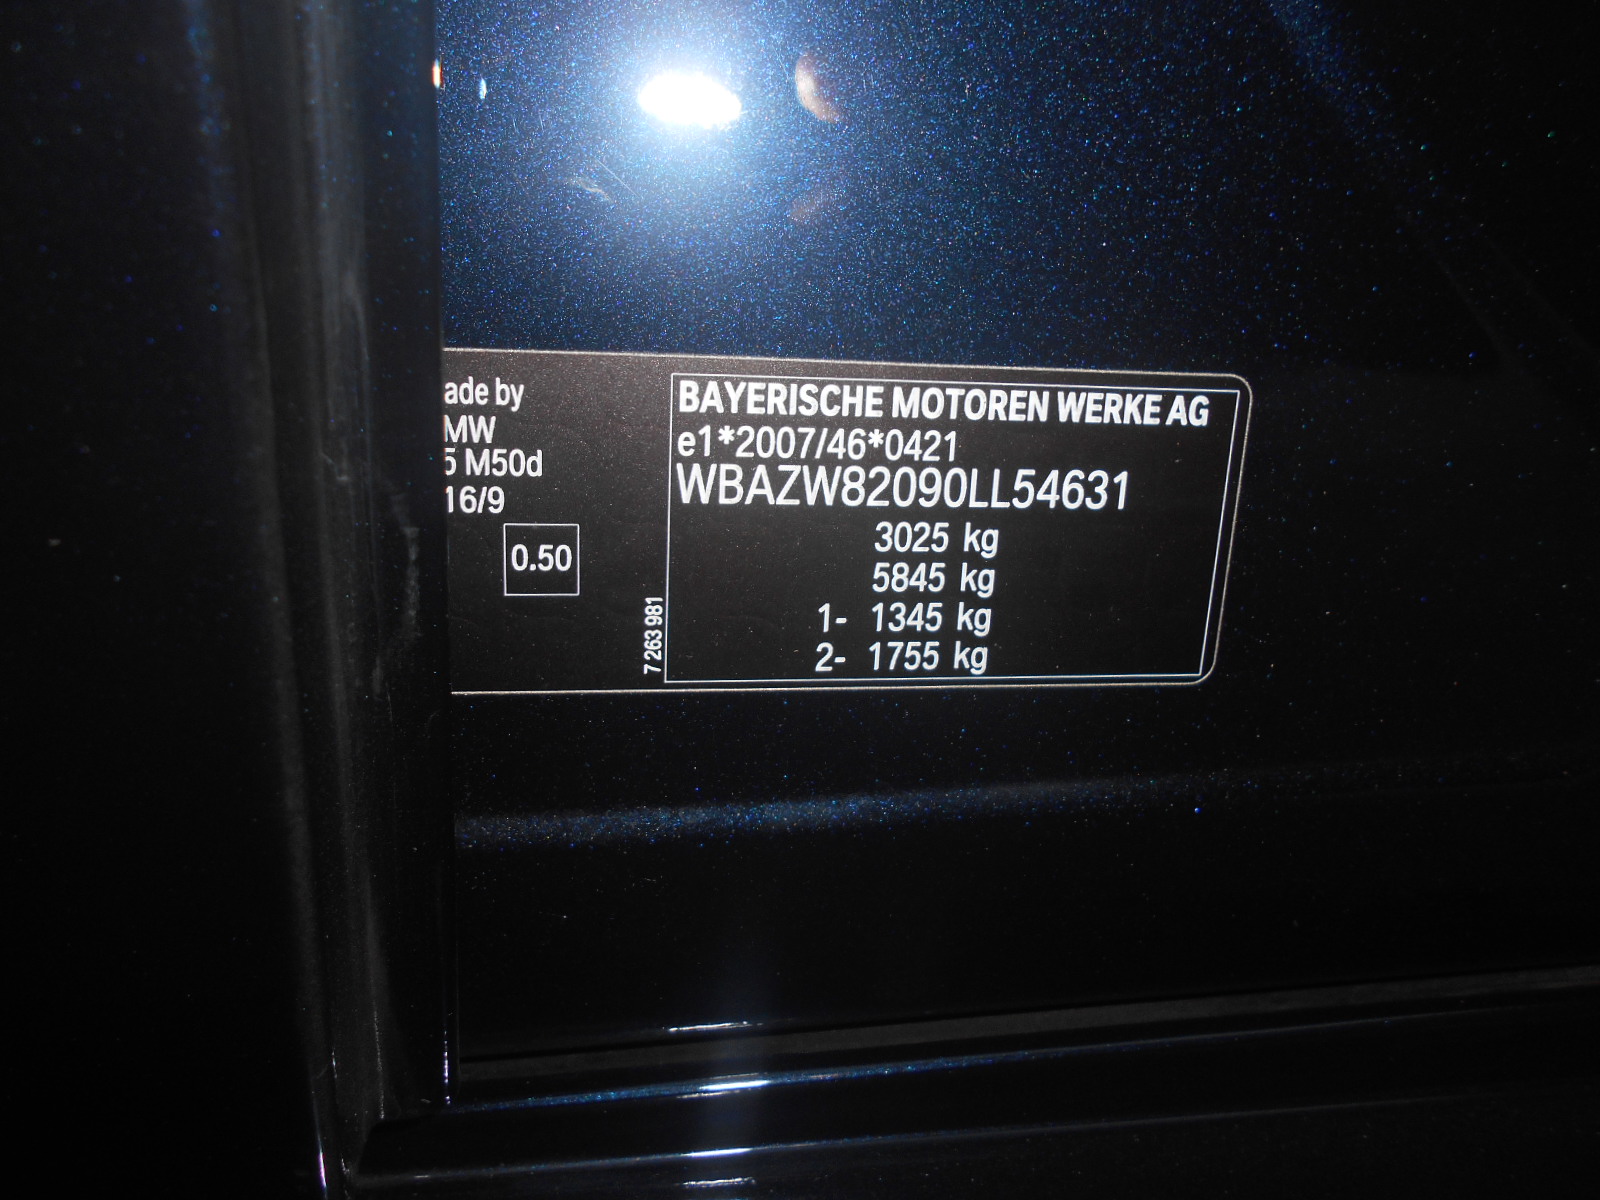 ade by
MW
5 M50d
16/9
0.50
7 263 981
BAYERISCHE MOTOREN WERKE AG
e1*2007/46*0421
WBAZW82090LL54631
3025 kg
5845 kg
1- 1345 kg
2- 1755 kg